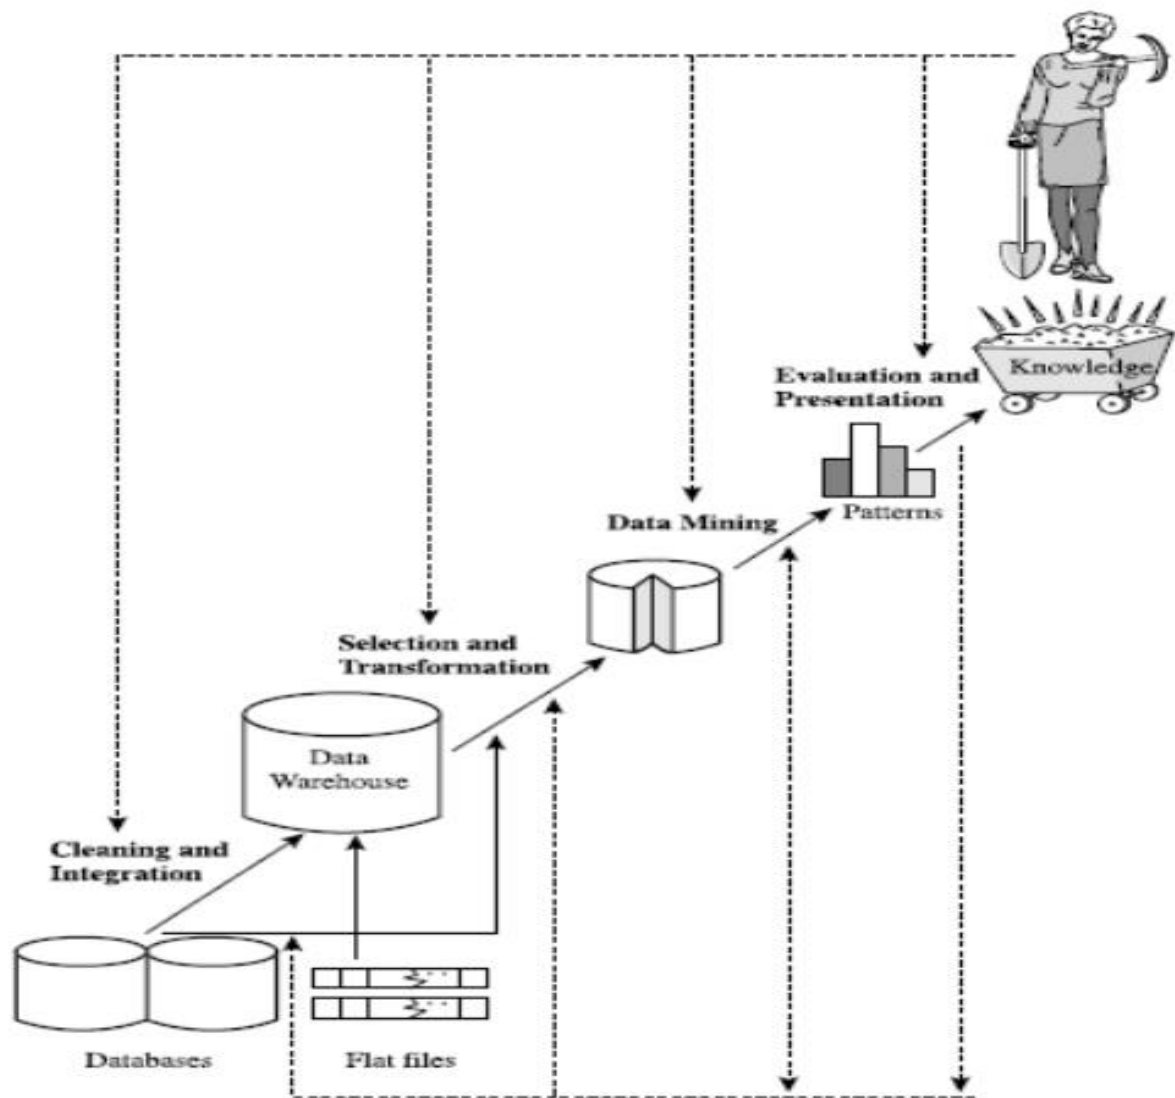 Knowledge
Evaluation and
Presentation
Patterns
Data Mining
Selection and
Transformation
Data
Warehouse
Cleaning and
Integration
Databases
Flat files